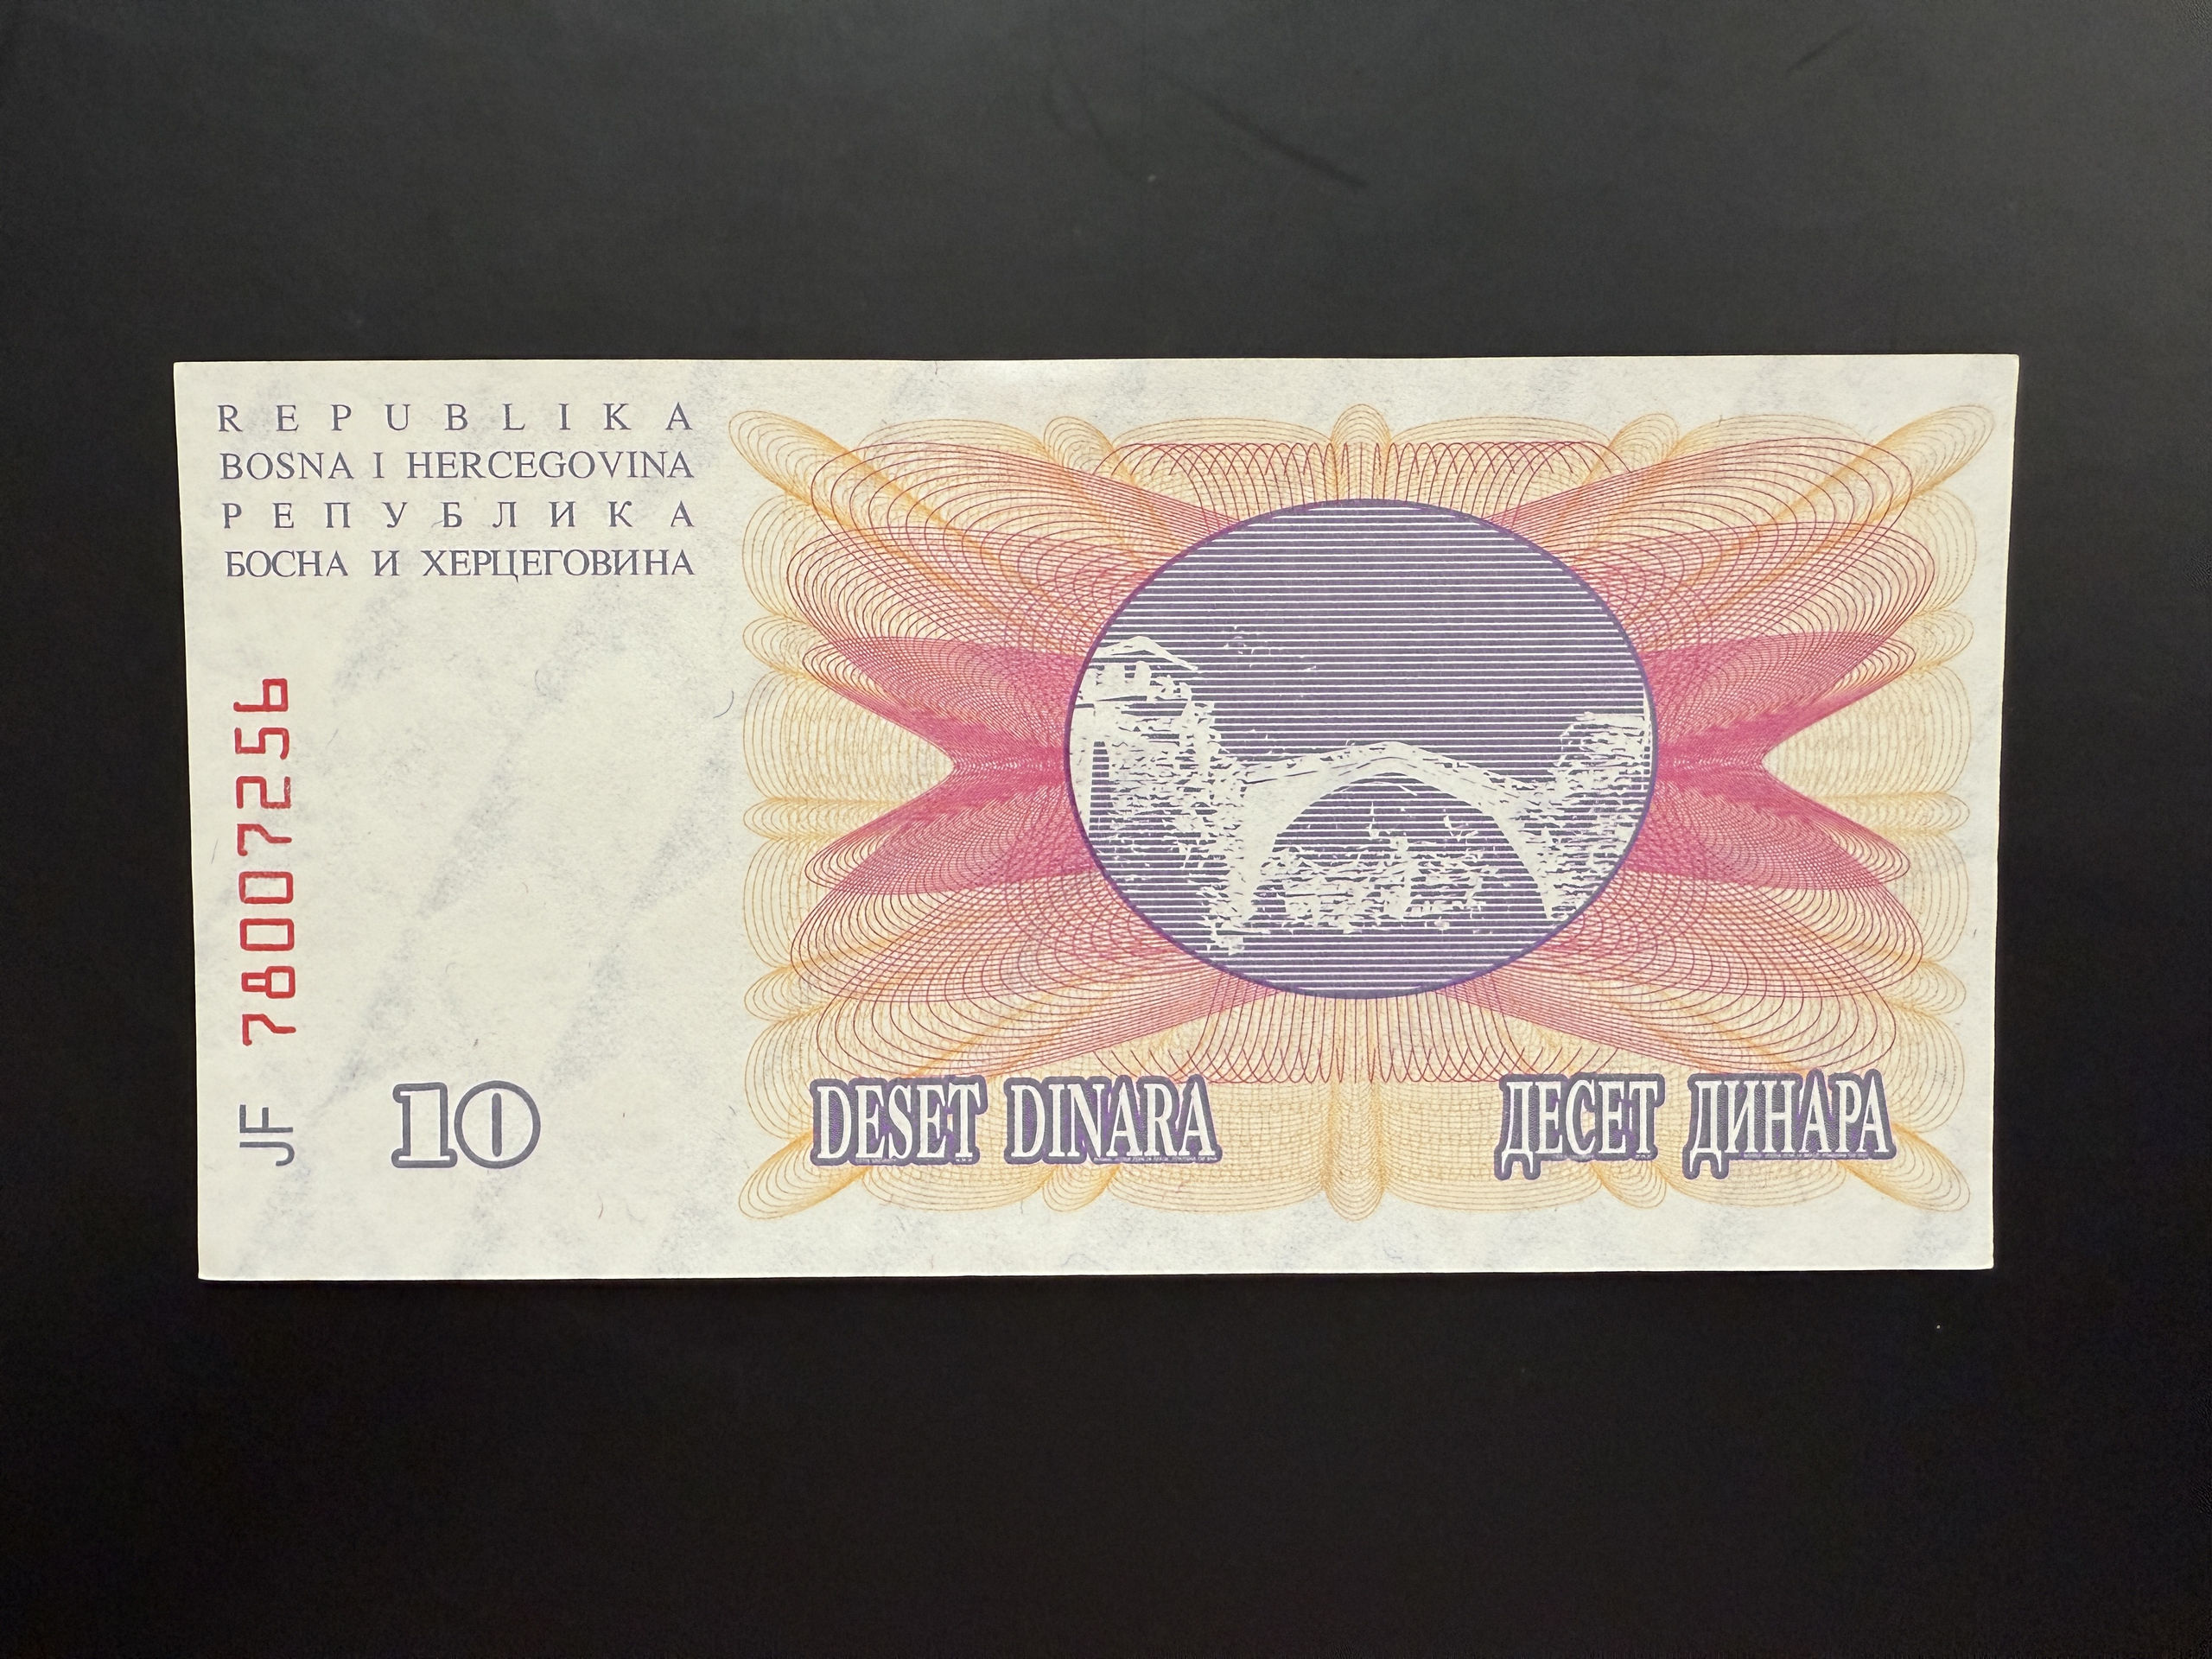 REPUBLIKA
BOSNA I HERCEGOVINA
РЕПУБЛИКА
БОСНА И ХЕРЦЕГОВИНА
JF 78007256
10
DESET DINARA
ДЕСЕТ ДИНАРА